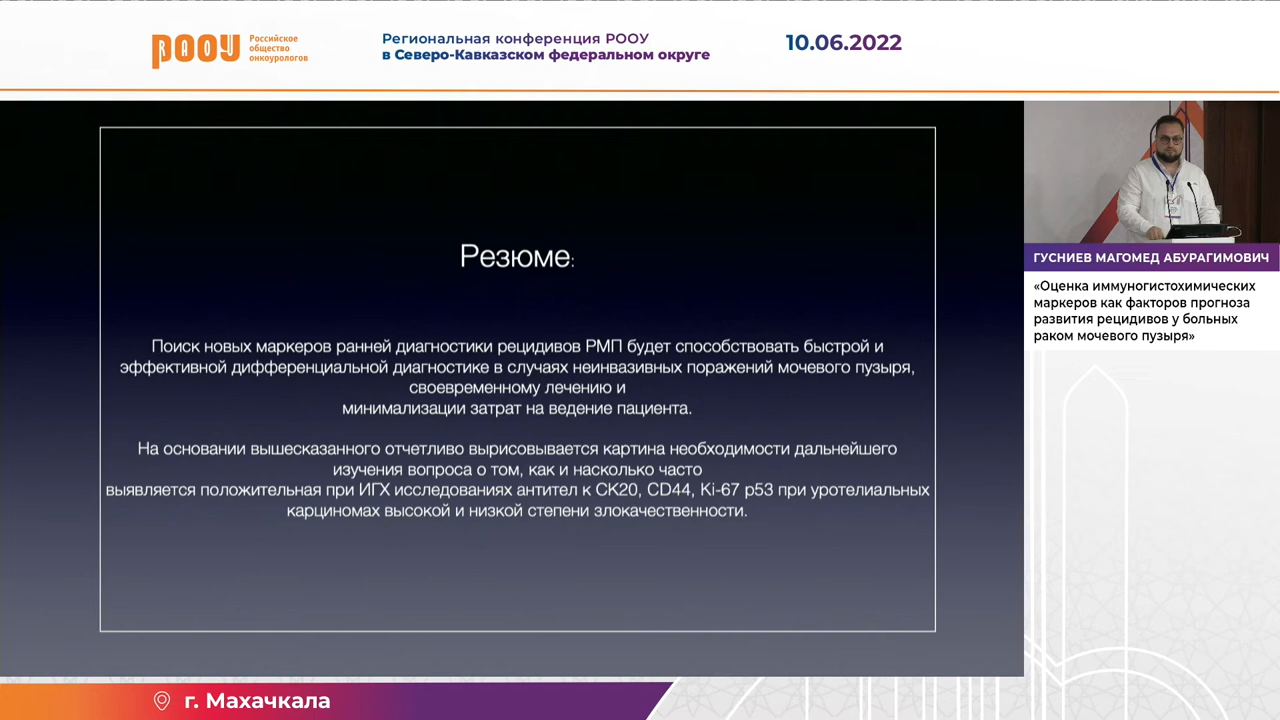 РООУ
Российское
общество
онкоурологов
Региональная конференция РООУ
в Северо-Кавказском федеральном округе
10.06.2022
Резюме:
Поиск новых маркеров ранней диагностики рецидивов РМП будет способствовать быстрой и
эффективной дифференциальной диагностике в случаях неинвазивных поражений мочевого пузыря,
своевременному лечению и
минимализации затрат на ведение пациента.
На основании вышесказанного отчетливо вырисовывается картина необходимости дальнейшего
изучения вопроса о том, как и насколько часто
выявляется положительная при ИГХ исследованиях антител к СК20, CD44, Ki-67 p53 при уротелиальных
карциномах высокой и низкой степени злокачественности.
ГУСНИЕВ МАГОМЕД АБУРАГИМОВИЧ
«Оценка иммуногистохимических
маркеров как факторов прогноза
развития рецидивов у больных
раком мочевого пузыря»
г. Махачкала